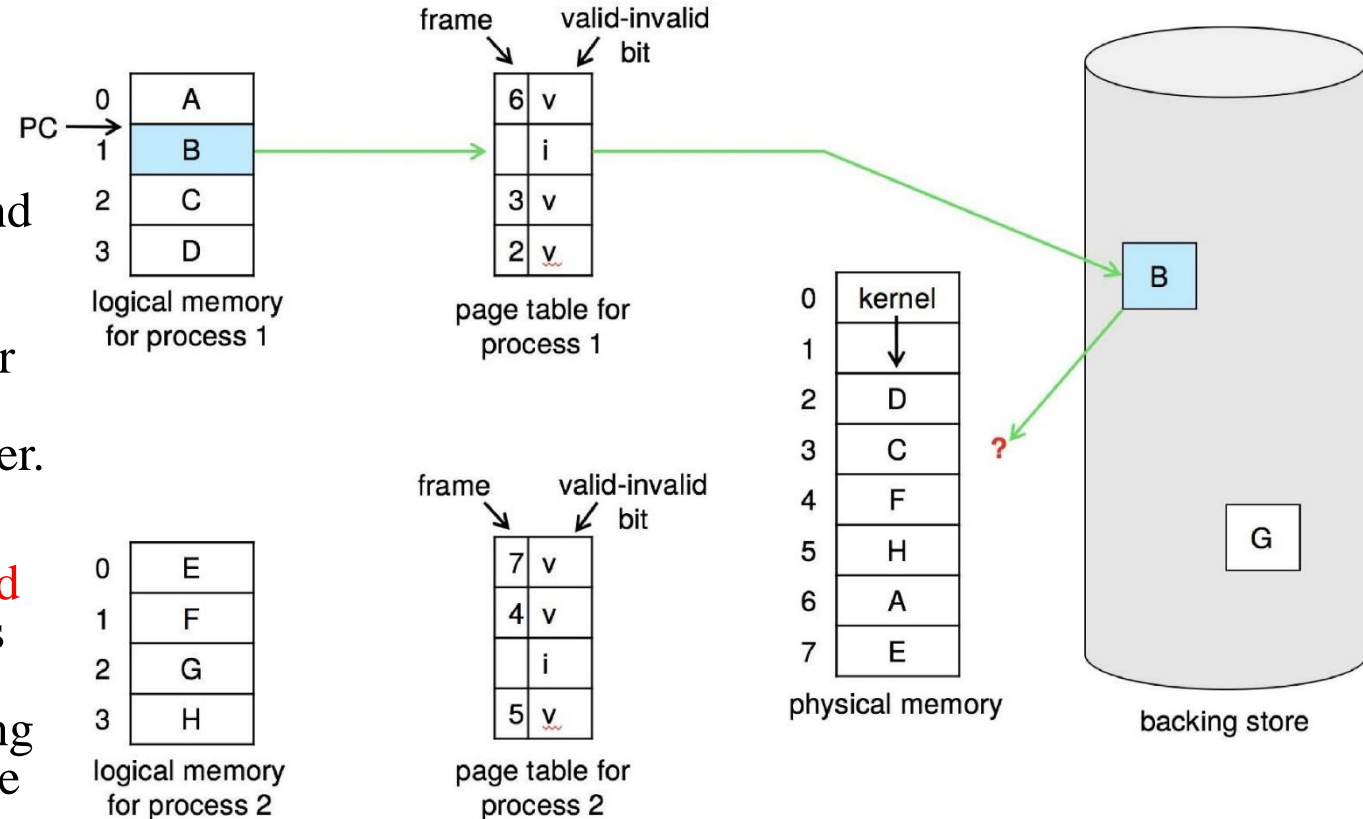 nd
r
er.
d
s
ng
e
frame
valid-invalid
bit
PC
0 A
1 B
2 C
3 D
logical memory
for process 1
6 v
i
3 v
2 v
page table for
process 1
0 E
1 F
2 G
3 H
logical memory
for process 2
frame
valid-invalid
bit
7 v
4 v
i
5 v
page table for
process 2
0 kernel
1
2 D
3 C
4 F
5 H
6 A
7 E
physical memory
?
B
G
backing store